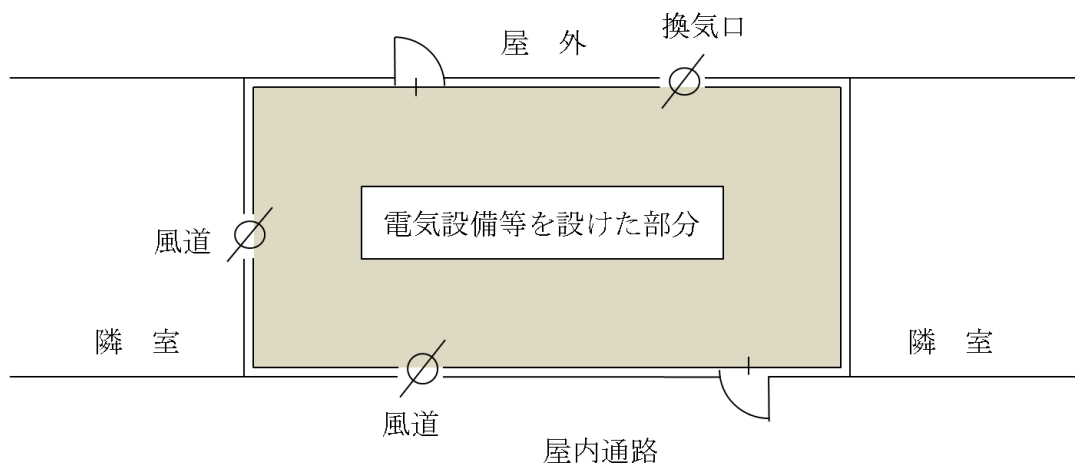 換気口
屋　外
電気設備等を設けた部分
風道
隣　室
隣　室
風道
屋内通路